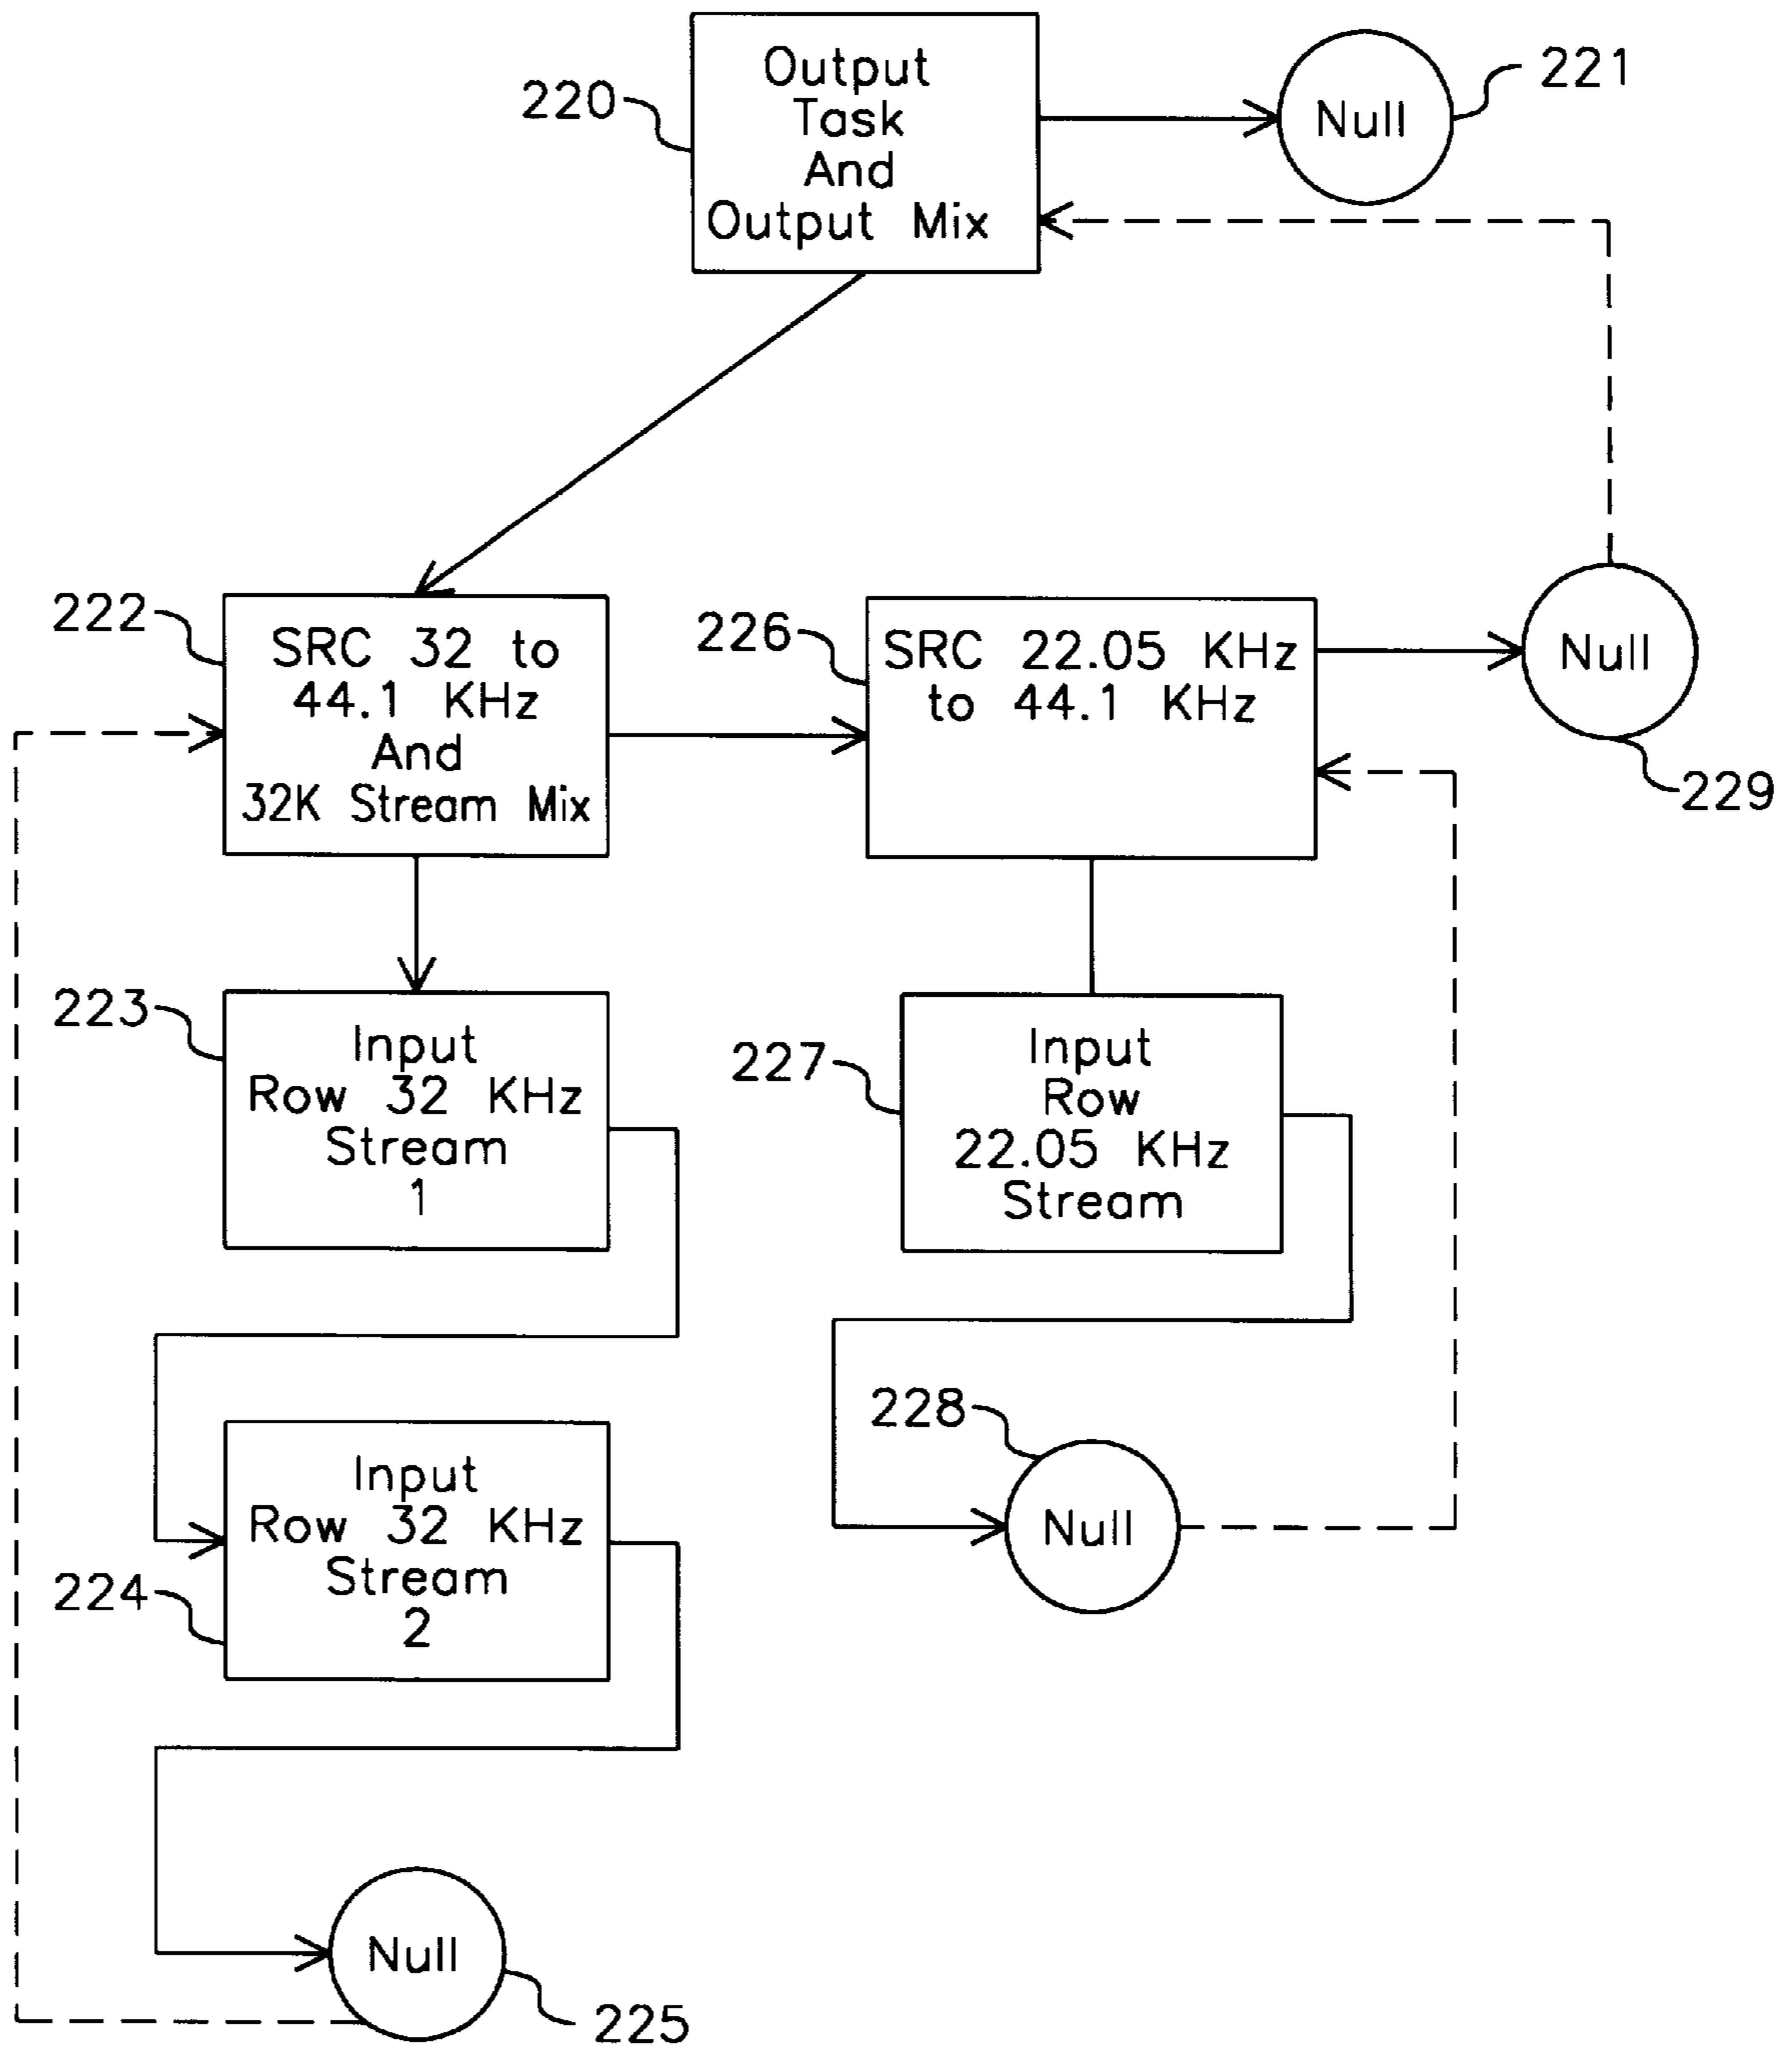 220
Output
Task
And
Output Mix
Null
221
222
SRC 32 to
44.1 KHz
And
32K Stream Mix
226
SRC 22.05 KHz
to 44.1 KHz
Null
229
223
Input
Row 32 KHz
Stream
1
227
Input
Row
22.05 KHz
Stream
224
Input
Row 32 KHz
Stream
2
228
Null
Null
225